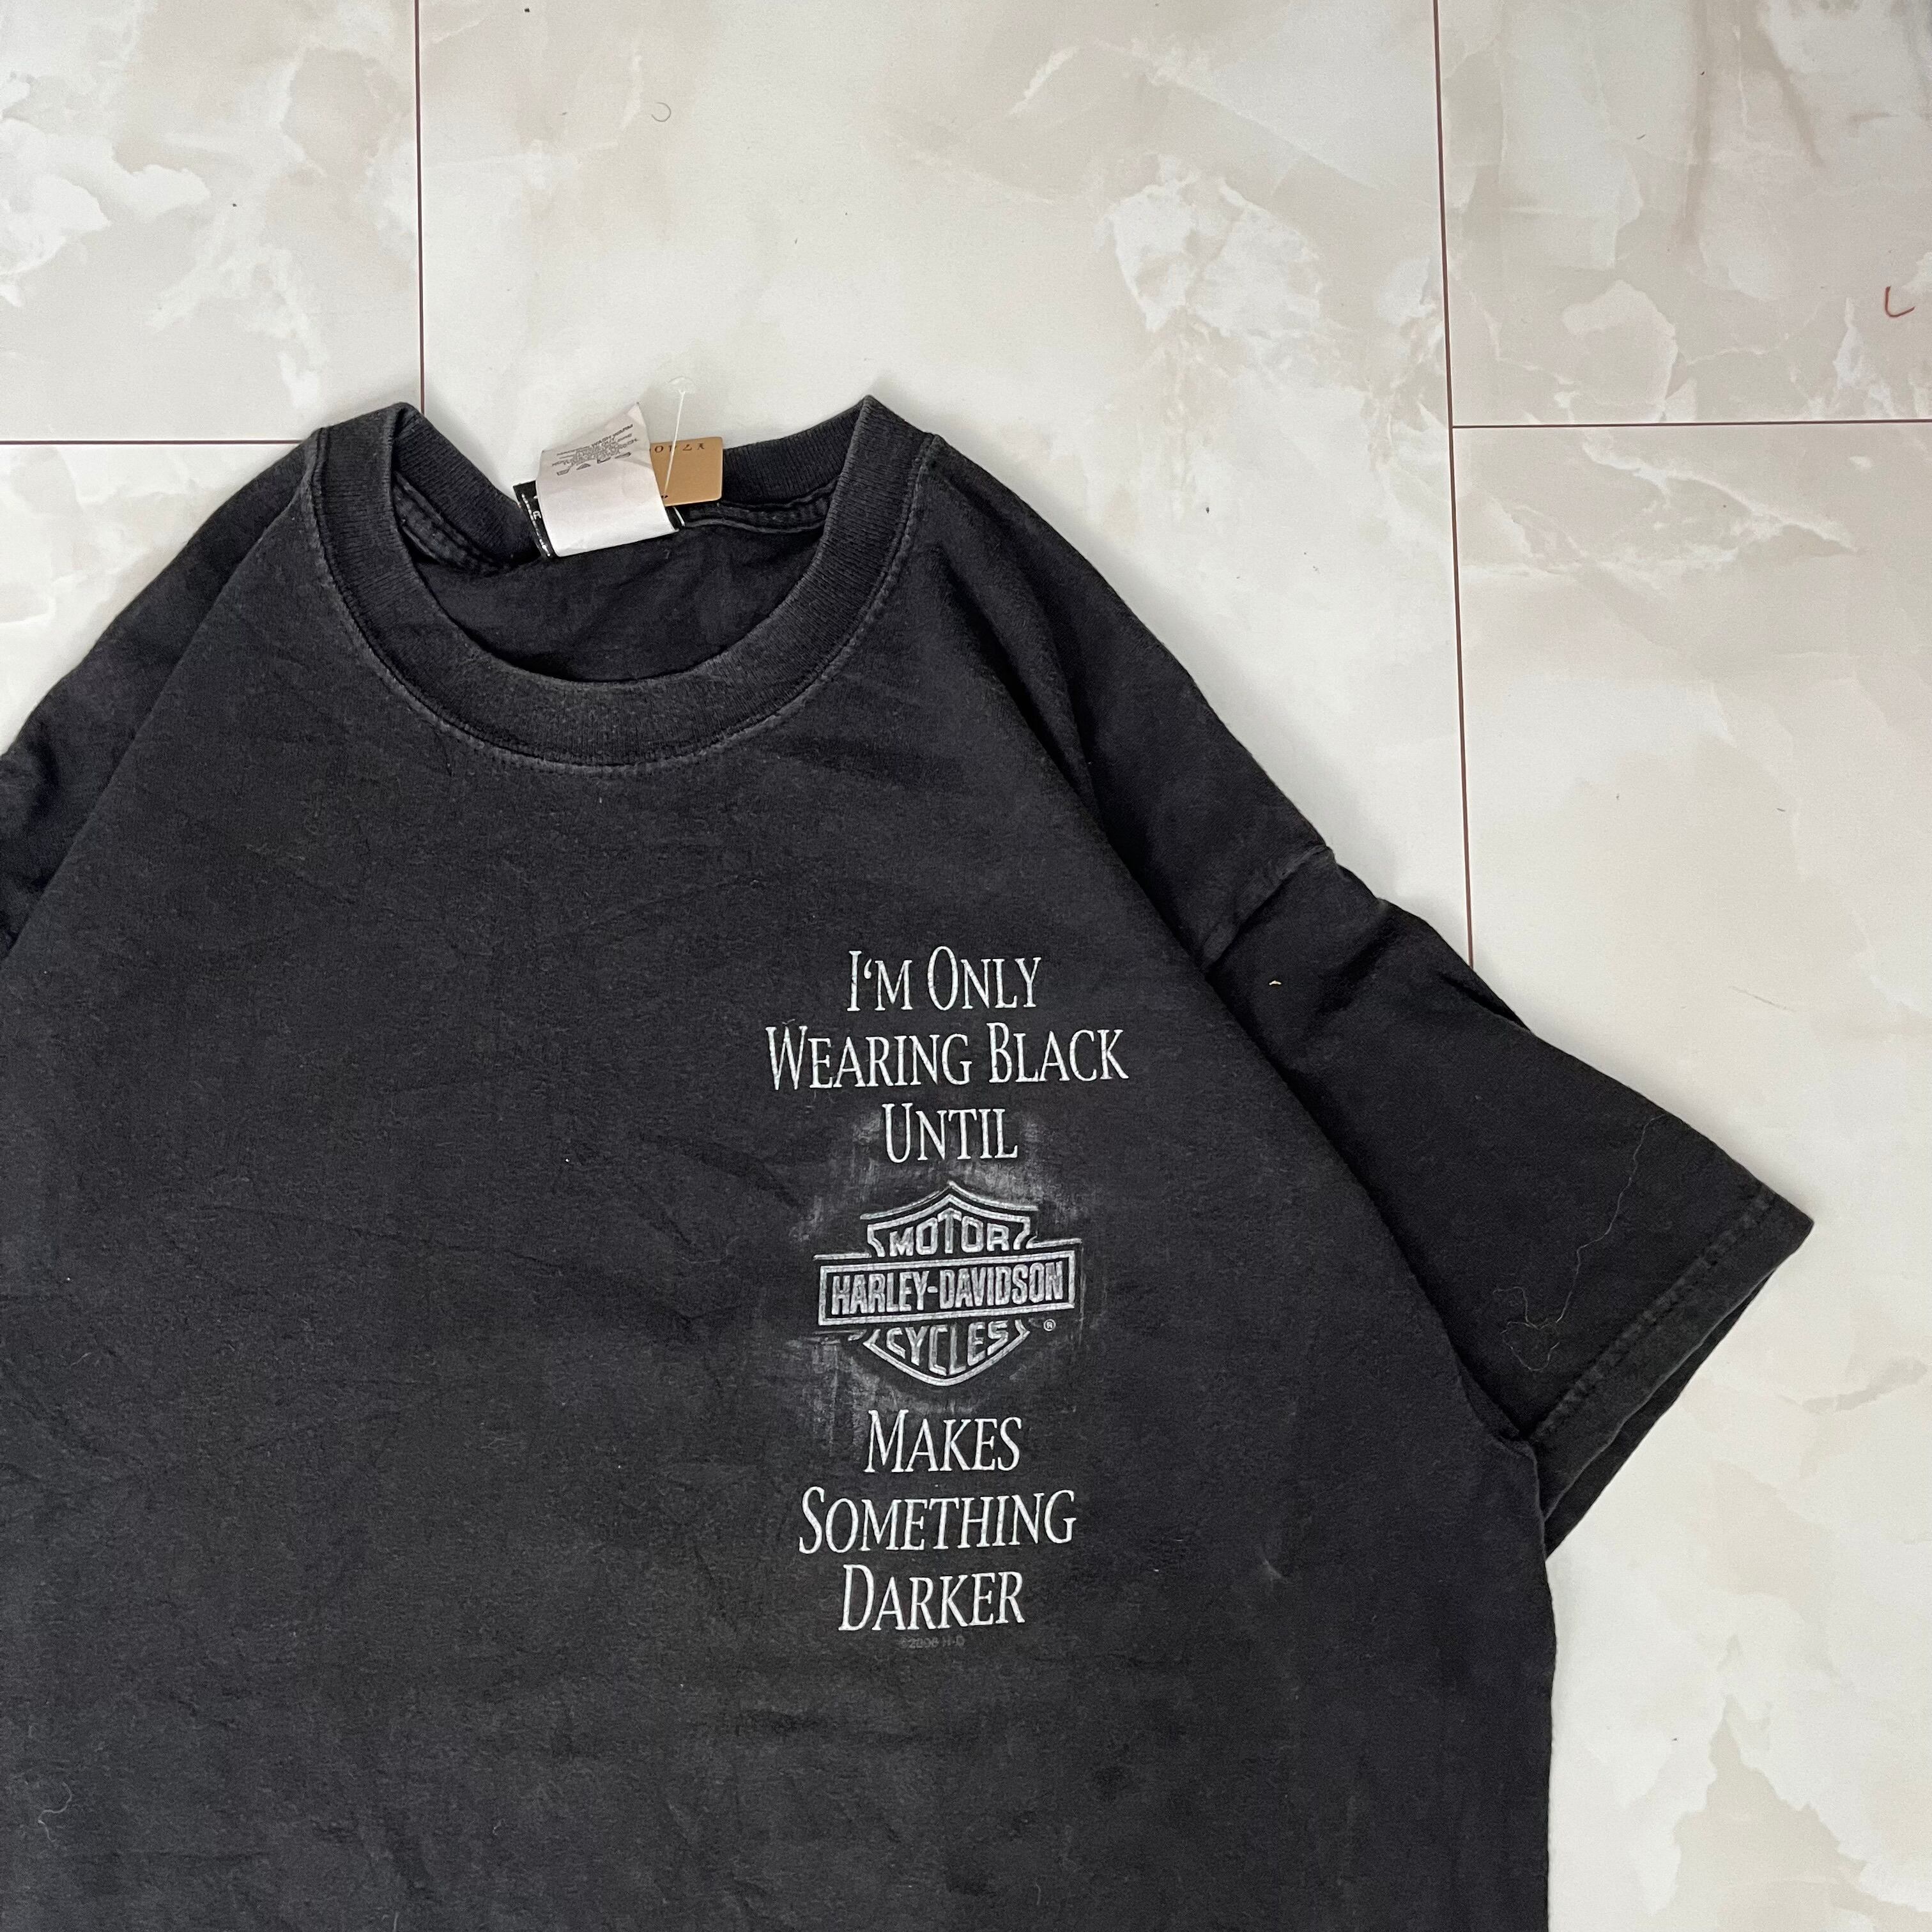 I'M ONLY
WEARING BLACK
UNTIL
MOTOR
HARLEY-DAVIDSON
CYCLES ®
MAKES
SOMETHING
DARKER